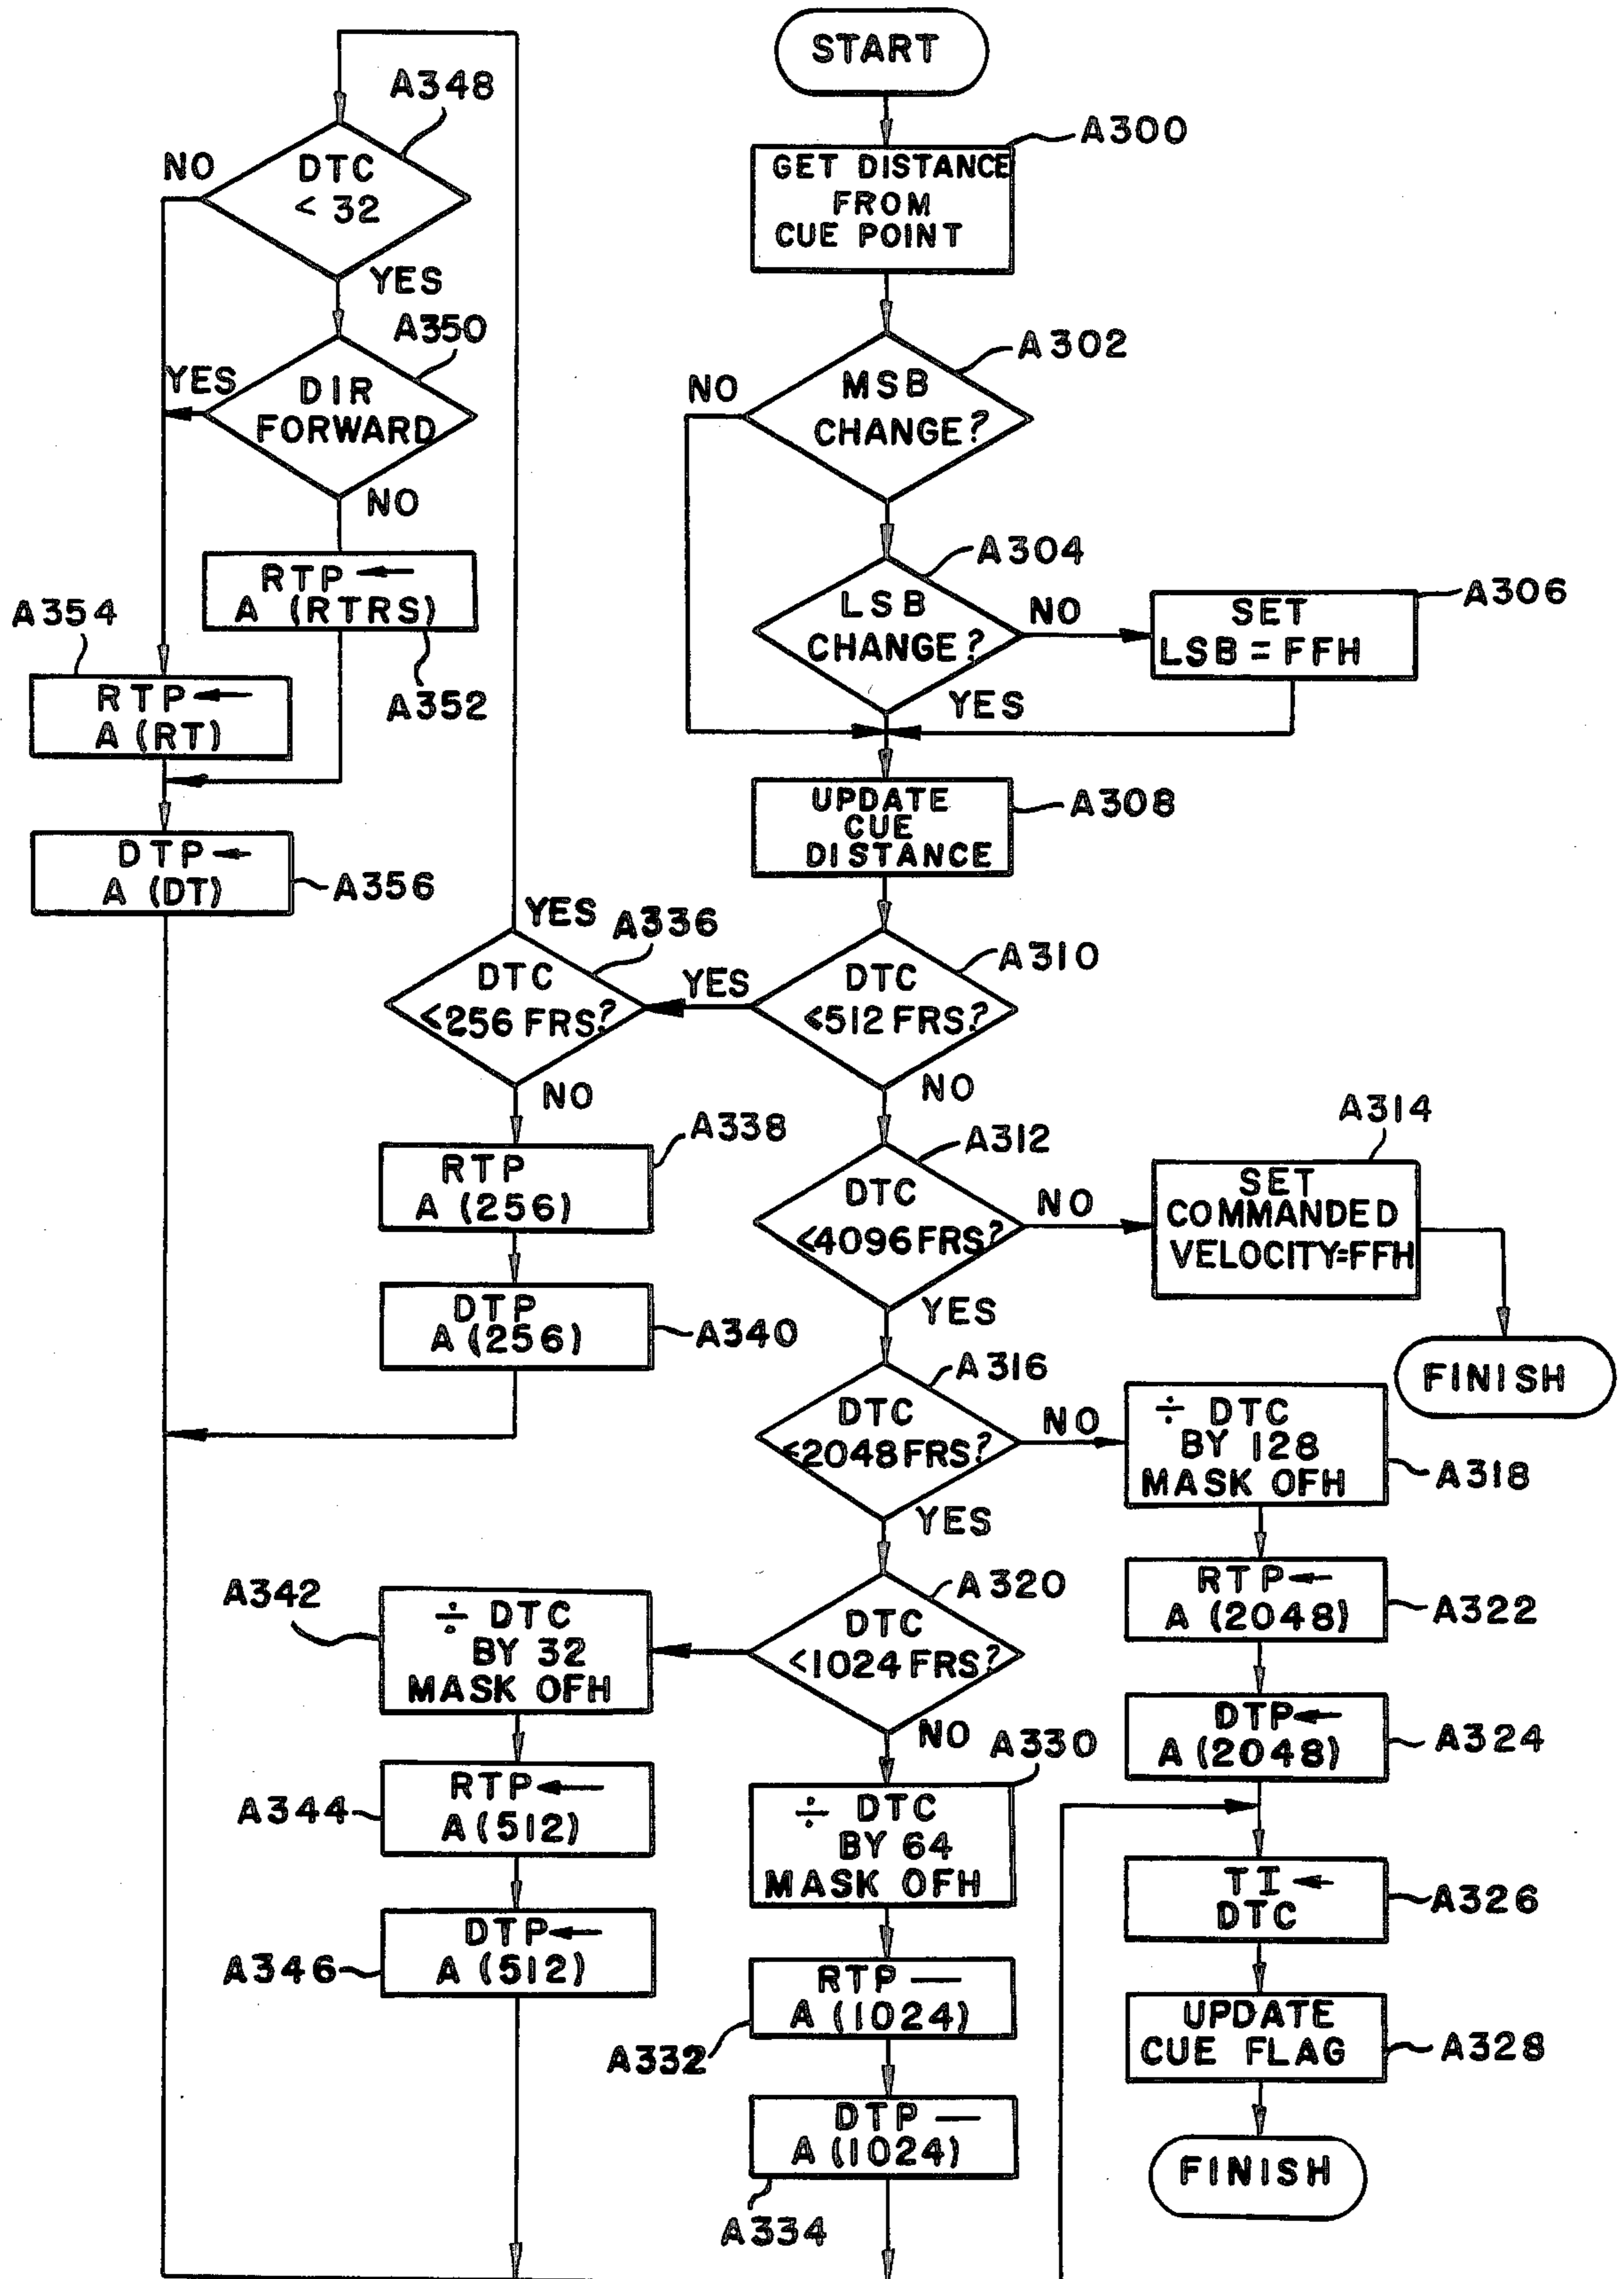 START
A300
GET DISTANCE
FROM
CUE POINT
A302
MSB
CHANGE?
NO
A304
LSB
CHANGE?
NO
YES
A306
SET
LSB = FFH
A308
UPDATE
CUE
DISTANCE
A310
DTC
<512 FRS?
YES
NO
A312
DTC
<4096 FRS?
NO
YES
A314
SET
COMMANDED
VELOCITY=FFH
FINISH
A316
DTC
<2048 FRS?
NO
YES
÷ DTC
BY 128
MASK OFH
A318
RTP←
A (2048)
A322
DTP←
A (2048)
A324
TI←
DTC
A326
UPDATE
CUE FLAG
A328
FINISH
A320
DTC
<1024 FRS?
NO
A330
÷ DTC
BY 64
MASK OFH
RTP —
A (1024)
A332
DTP —
A (1024)
A334
A342
÷ DTC
BY 32
MASK OFH
A344
RTP←
A (512)
A346
DTP←
A (512)
YES
A336
DTC
<256 FRS?
NO
A338
RTP
A (256)
DTP
A (256)
A340
A348
DTC
< 32
NO
YES
A350
DIR
FORWARD
YES
NO
RTP←
A (RTRS)
A352
A354
RTP←
A (RT)
DTP←
A (DT)
A356